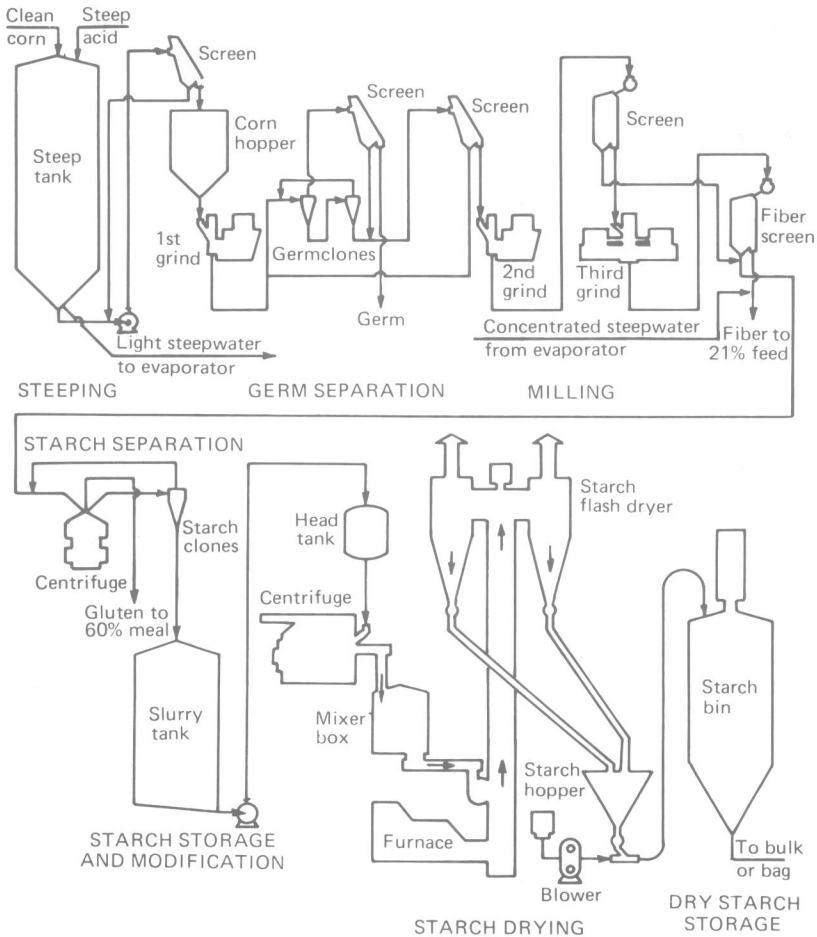 Clean
corn
Steep
acid
Screen
Steep
tank
Corn
hopper
1st
grind
Screen
Germclones
Screen
2nd
grind
Screen
Third
grind
Fiber
screen
Germ
Light steepwater
to evaporator
Concentrated steepwater
from evaporator
Fiber to
21% feed
STEEPING
GERM SEPARATION
MILLING
STARCH SEPARATION
Starch
clones
Centrifuge
Gluten to
60% meal
Head
tank
Centrifuge
Starch
flash dryer
Slurry
tank
Mixer
box
Starch
bin
Starch
hopper
Furnace
Blower
To bulk
or bag
STARCH STORAGE
AND MODIFICATION
STARCH DRYING
DRY STARCH
STORAGE